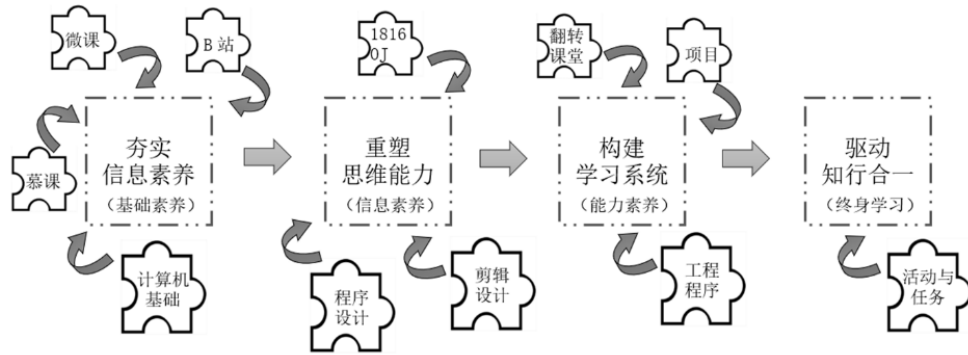 微课
B站
慕课
夯实
信息素养
（基础素养）
计算机
基础
1816
0J
重塑
思维能力
（信息素养）
程序
设计
剪辑
设计
翻转
课堂
项目
构建
学习系统
（能力素养）
工程
程序
驱动
知行合一
（终身学习）
活动与
任务